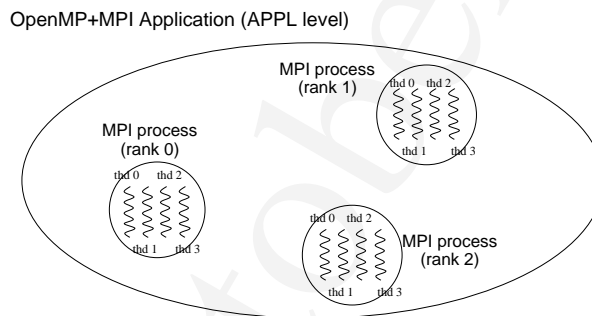 OpenMP+MPI Application (APPL level)
MPI process
(rank 1)
thd 0 thd 2
thd 1 thd 3
MPI process
(rank 0)
thd 0 thd 2
thd 1 thd 3
thd 0 thd 2
thd 1 thd 3
MPI process
(rank 2)